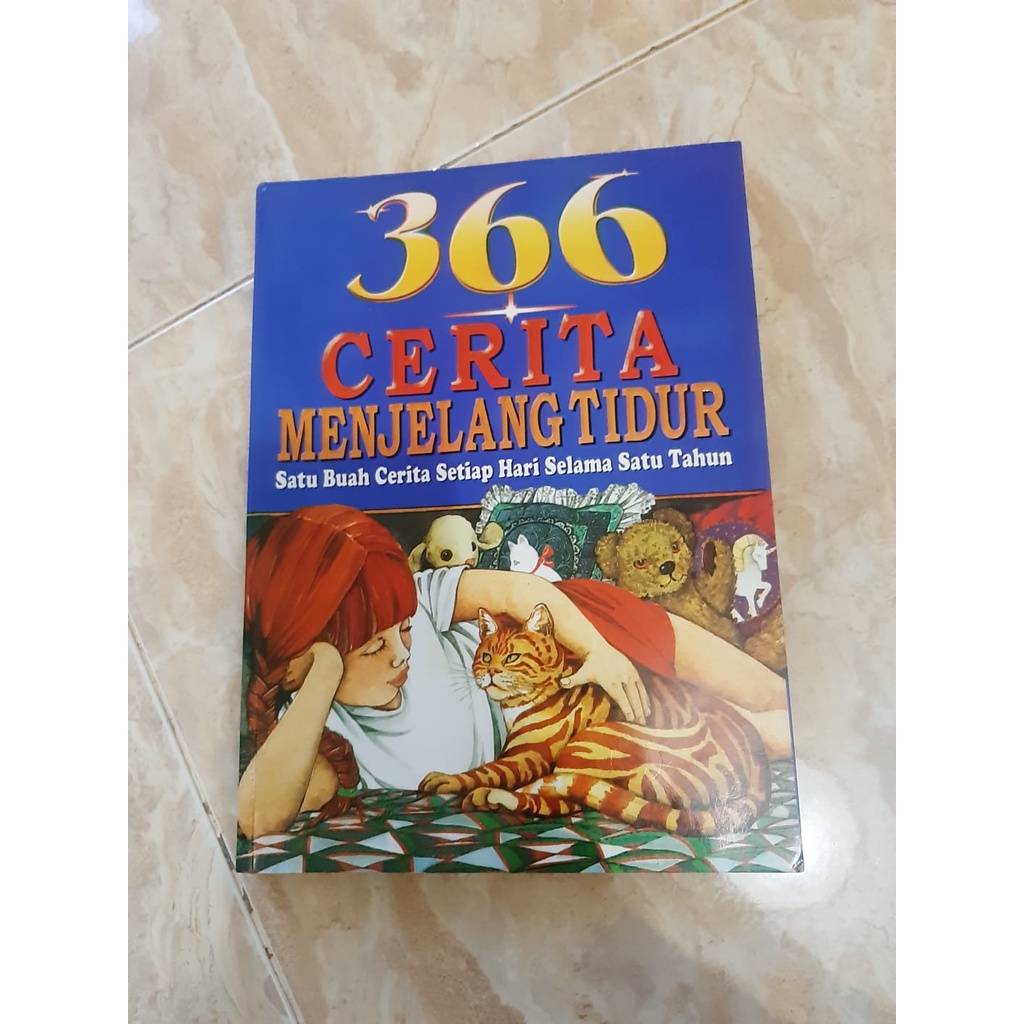 366
CERITA
MENJELANG TIDUR
Satu Buah Cerita Setiap Hari Selama Satu Tahun